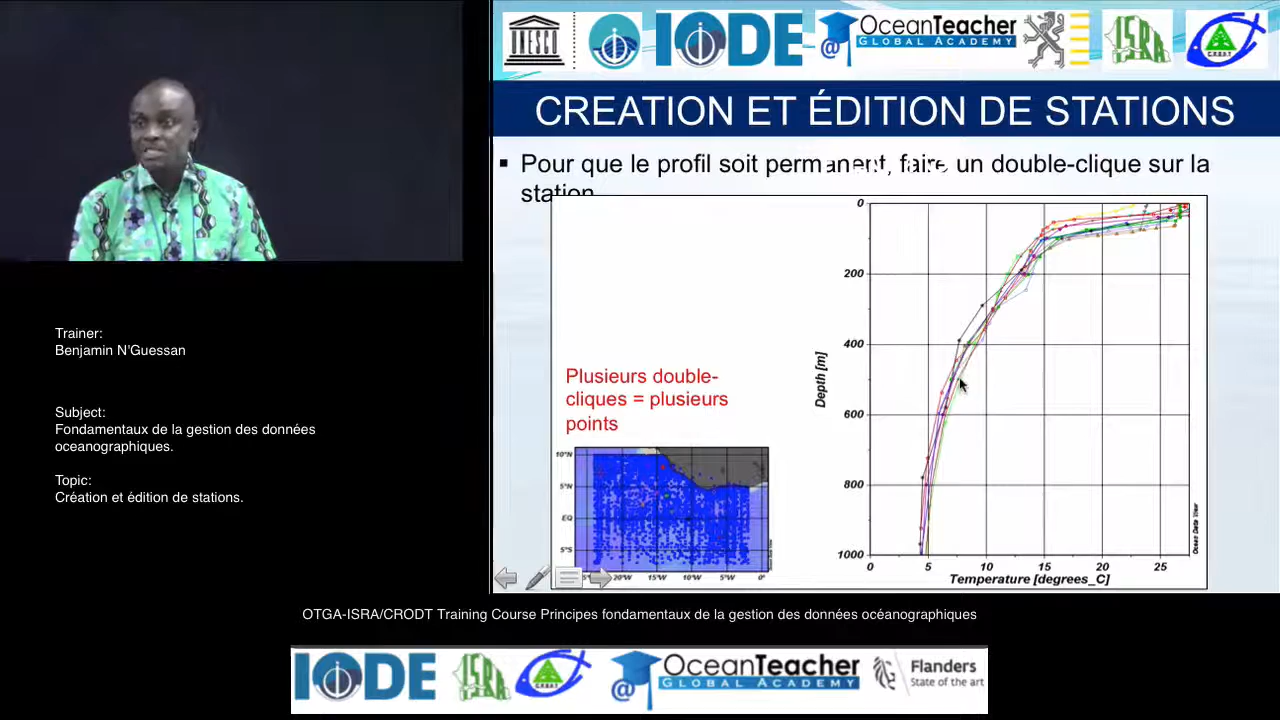 UNESCO
IODE
OceanTeacher
GLOBAL ACADEMY
@
ISRA
CRODT
CREATION ET ÉDITION DE STATIONS
Pour que le profil soit permanent, faire un double-clique sur la
station
Plusieurs double-
cliques = plusieurs
points
10°N
5°N
EQ
5°S
20°W
15°W
10°W
5°W
0°
0
200
400
600
800
1000
Depth [m]
Ocean Data View
0
5
10
15
20
25
Temperature [degrees_C]
Trainer:
Benjamin N'Guessan
Subject:
Fondamentaux de la gestion des données
oceanographiques.
Topic:
Création et édition de stations.
OTGA-ISRA/CRODT Training Course Principes fondamentaux de la gestion des données océanographiques
IODE
ISRA
CRODT
@
OceanTeacher
GLOBAL ACADEMY
Flanders
State of the art